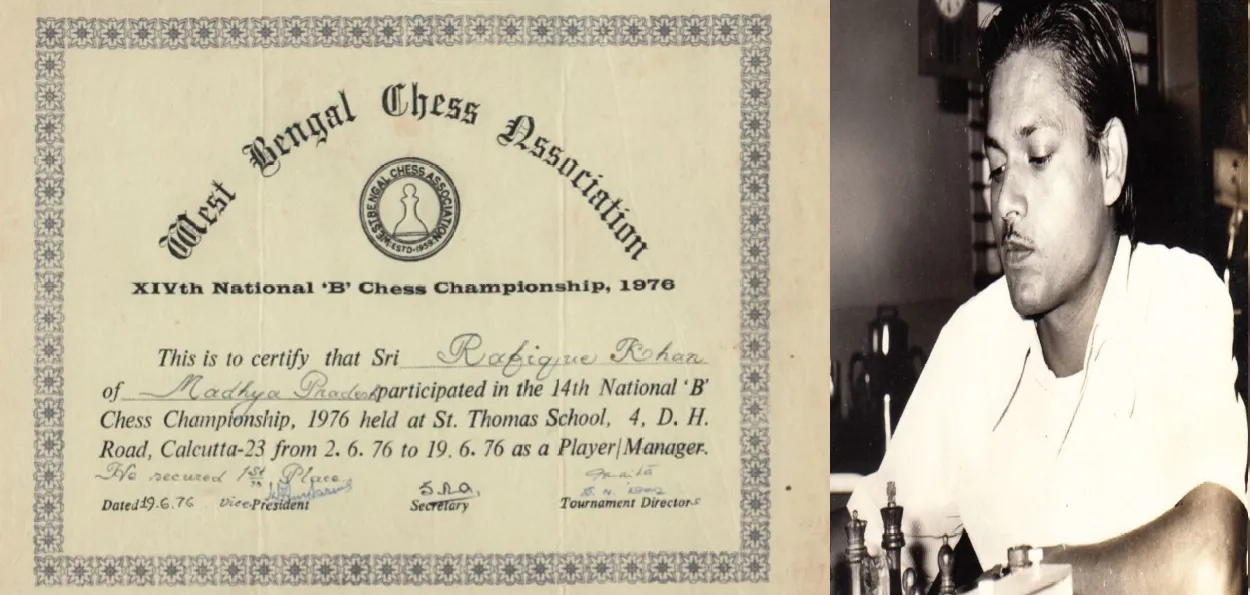 West Bengal Chess Association
WEST BENGAL CHESS ASSOCIATION
ESTD-1959
XIVth National ‘B’ Chess Championship, 1976
This is to certify that Sri Rafique Khan
of Madhya Pradesh participated in the 14th National ‘B’
Chess Championship, 1976 held at St. Thomas School, 4, D. H.
Road, Calcutta-23 from 2. 6. 76 to 19. 6. 76 as a Player/Manager.
He secured 1st Place
Dated 19.6.76 Vice-President Secretary Tournament Directors